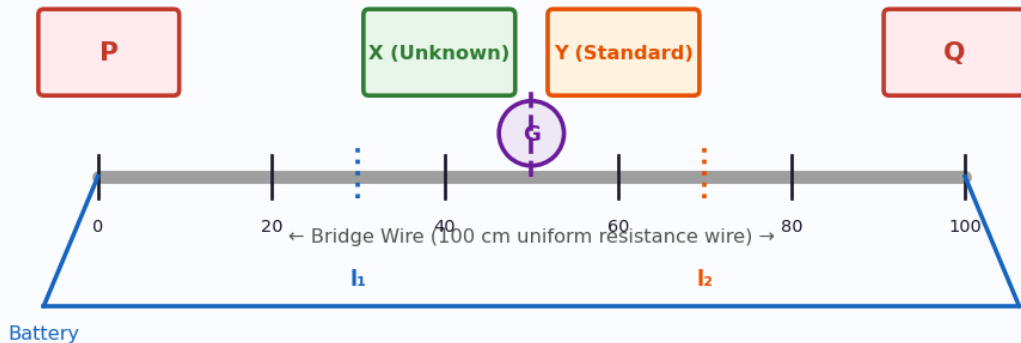 P
X (Unknown)
Y (Standard)
Q
G
0
20
40
60
80
100
← Bridge Wire (100 cm uniform resistance wire) →
l₁
l₂
Battery